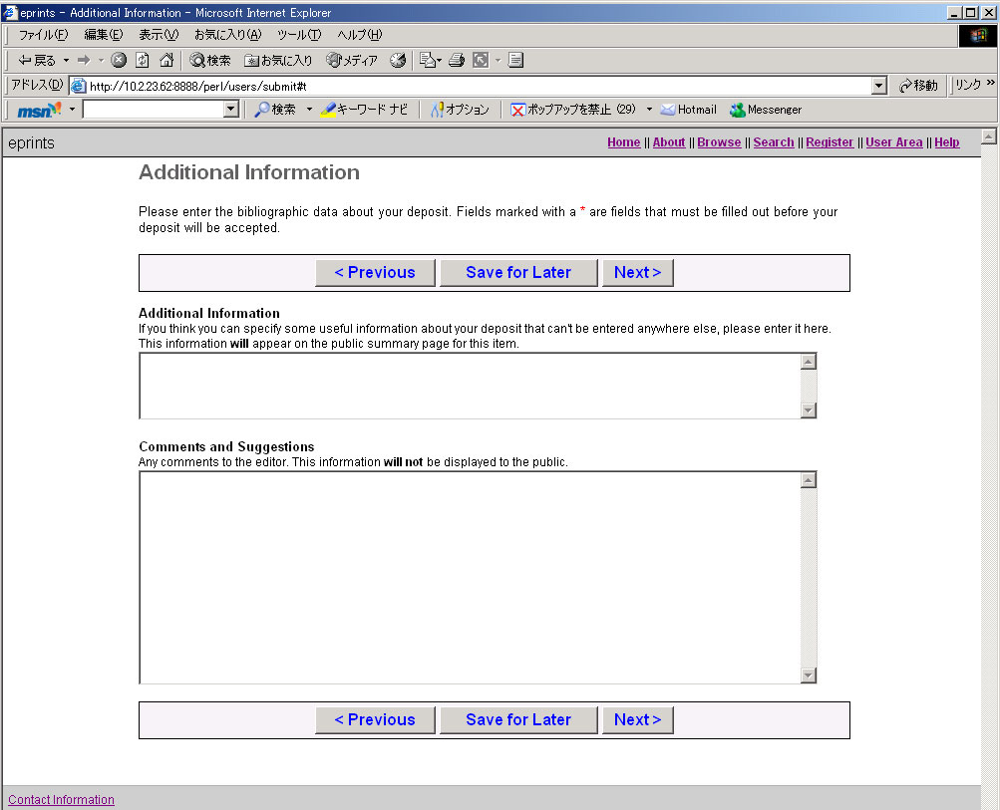 eprints - Additional Information - Microsoft Internet Explorer
ファイル(F) 編集(E) 表示(V) お気に入り(A) ツール(T) ヘルプ(H)
戻る 検索 お気に入り メディア
アドレス(D) http://10.2.23.62:8888/perl/users/submit#t 移動 リンク »
msn 検索 キーワード ナビ オプション ポップアップを禁止 (29) Hotmail Messenger
eprints Home || About || Browse || Search || Register || User Area || Help
Additional Information
Please enter the bibliographic data about your deposit. Fields marked with a * are fields that must be filled out before your
deposit will be accepted.
< Previous Save for Later Next >
Additional Information
If you think you can specify some useful information about your deposit that can't be entered anywhere else, please enter it here.
This information will appear on the public summary page for this item.
Comments and Suggestions
Any comments to the editor. This information will not be displayed to the public.
< Previous Save for Later Next >
Contact Information